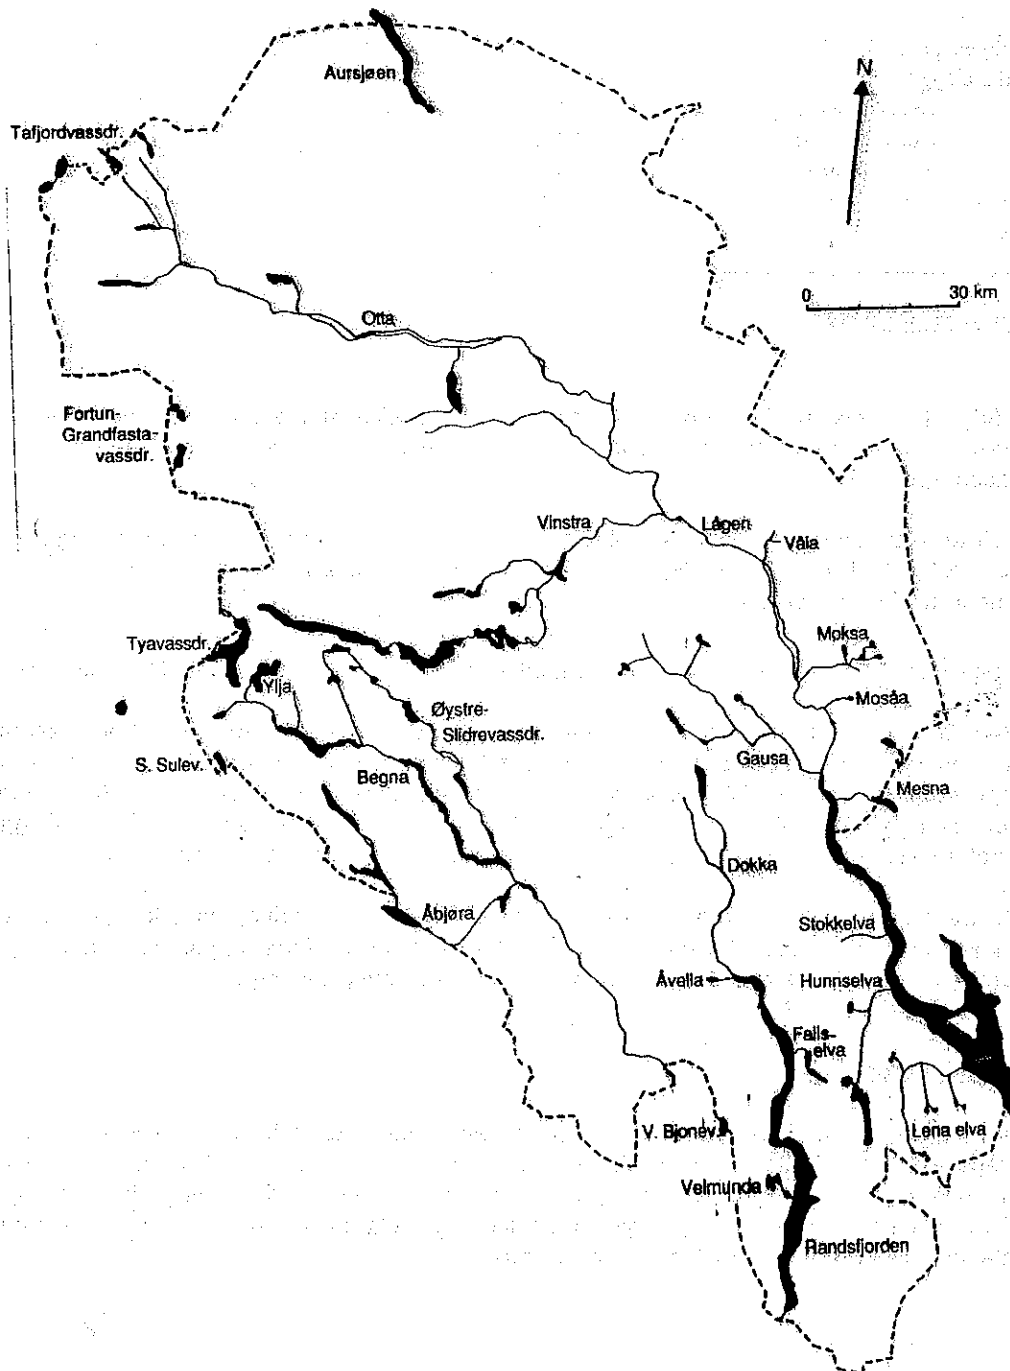 Aursjøen
N
Tafjordvassdr.
0 30 km
Otta
Fortun-
Grandfasta-
vassdr.
Vinstra
Lågen
Våla
Tyavassdr.
Moksa
Ylja
Mosåa
Øystre-
Slidrevassdr.
S. Sulev.
Begna
Gausa
Mesna
Dokka
Åbjøra
Stokkelva
Åvella
Hunnselva
Falls-
elva
V. Bjonev.
Lena elva
Velmunda
Randsfjorden